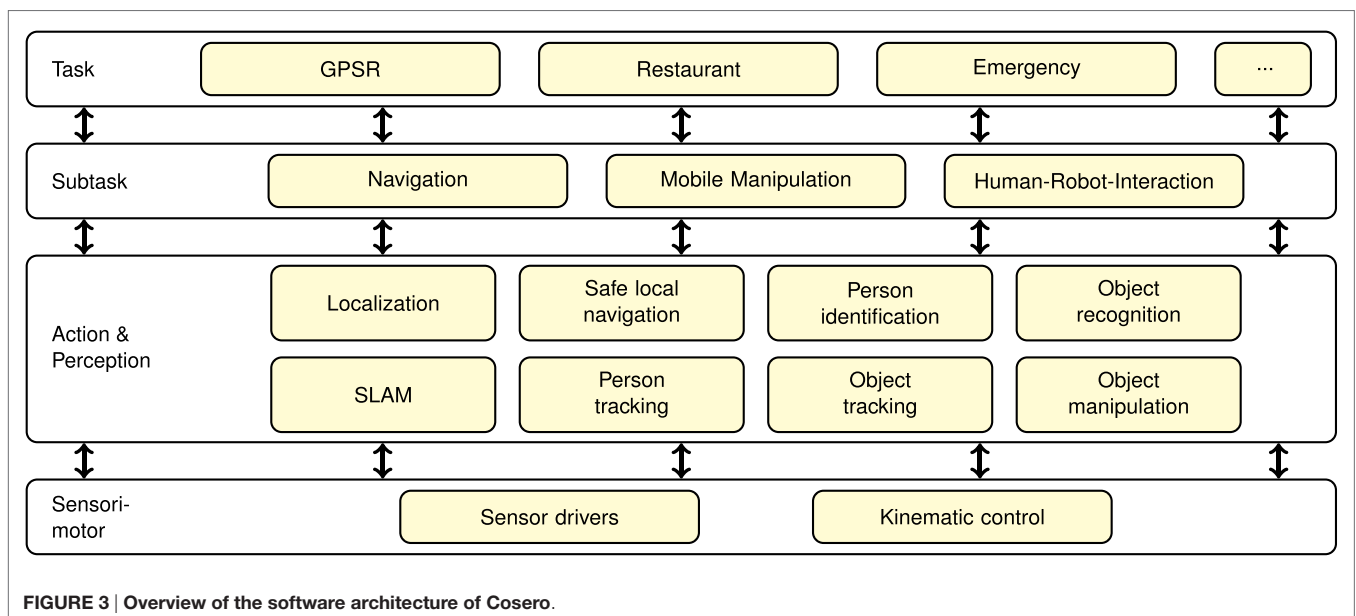 Task
GPSR
Restaurant
Emergency
...
Subtask
Navigation
Mobile Manipulation
Human-Robot-Interaction
Action &
Perception
Localization
Safe local
navigation
Person
identification
Object
recognition
SLAM
Person
tracking
Object
tracking
Object
manipulation
Sensori-
motor
Sensor drivers
Kinematic control
FIGURE 3 | Overview of the software architecture of Cosero.